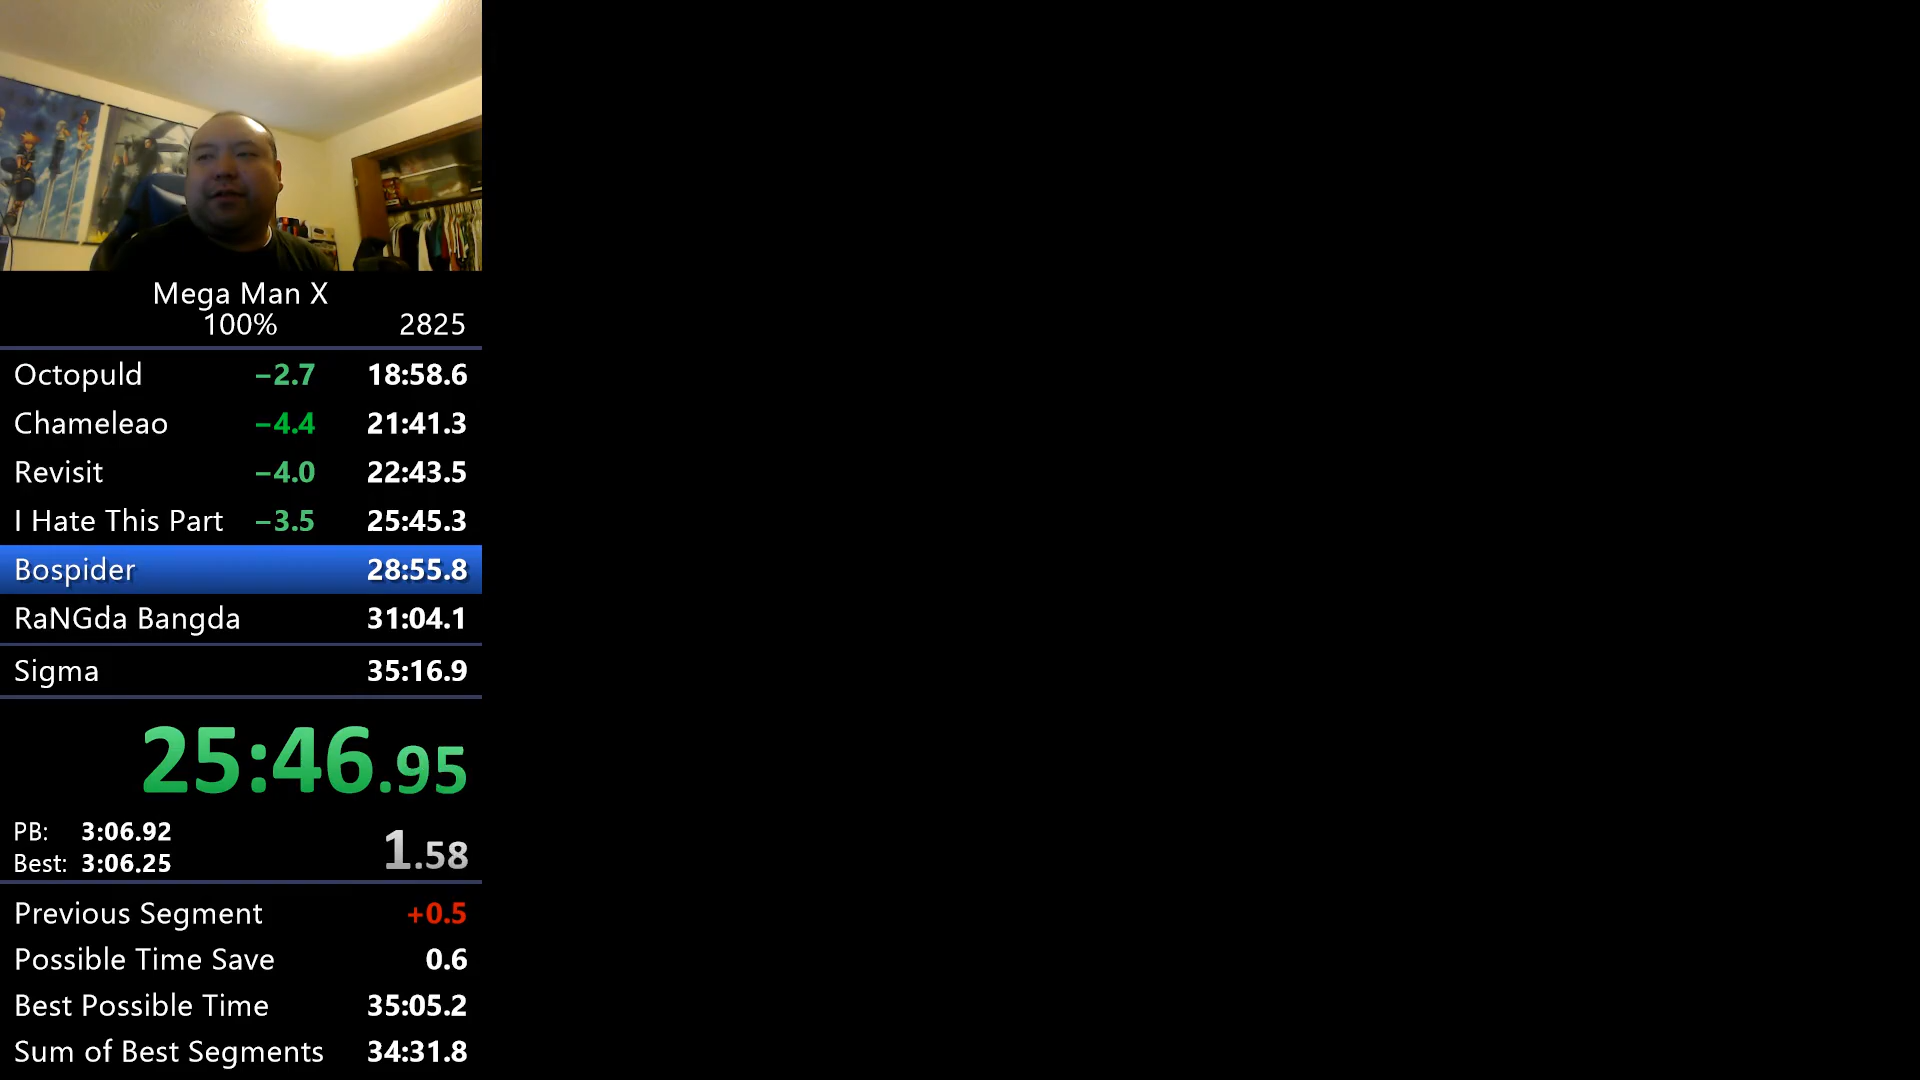 Mega Man X
100% 2825
Octopuld −2.7 18:58.6
Chameleao −4.4 21:41.3
Revisit −4.0 22:43.5
I Hate This Part −3.5 25:45.3
Bospider 28:55.8
RaNGda Bangda 31:04.1
Sigma 35:16.9
25:46.95
PB: 3:06.92
Best: 3:06.25
1.58
Previous Segment +0.5
Possible Time Save 0.6
Best Possible Time 35:05.2
Sum of Best Segments 34:31.8